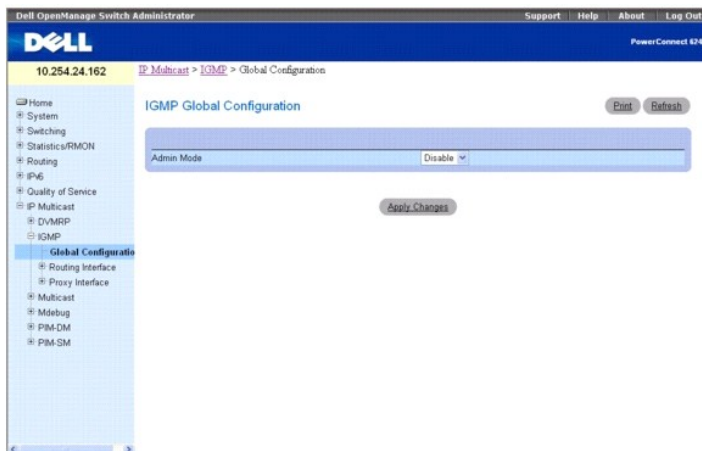 Dell OpenManage Switch Administrator Support Help About Log Out
DELL
PowerConnect 624
10.254.24.162
IP Multicast > IGMP > Global Configuration
Home
System
Switching
Statistics/RMON
Routing
IPv6
Quality of Service
IP Multicast
DVMRP
IGMP
Global Configuratio
Routing Interface
Proxy Interface
Multicast
Mdebug
PIM-DM
PIM-SM
IGMP Global Configuration
Print Refresh
Admin Mode Disable
Apply Changes